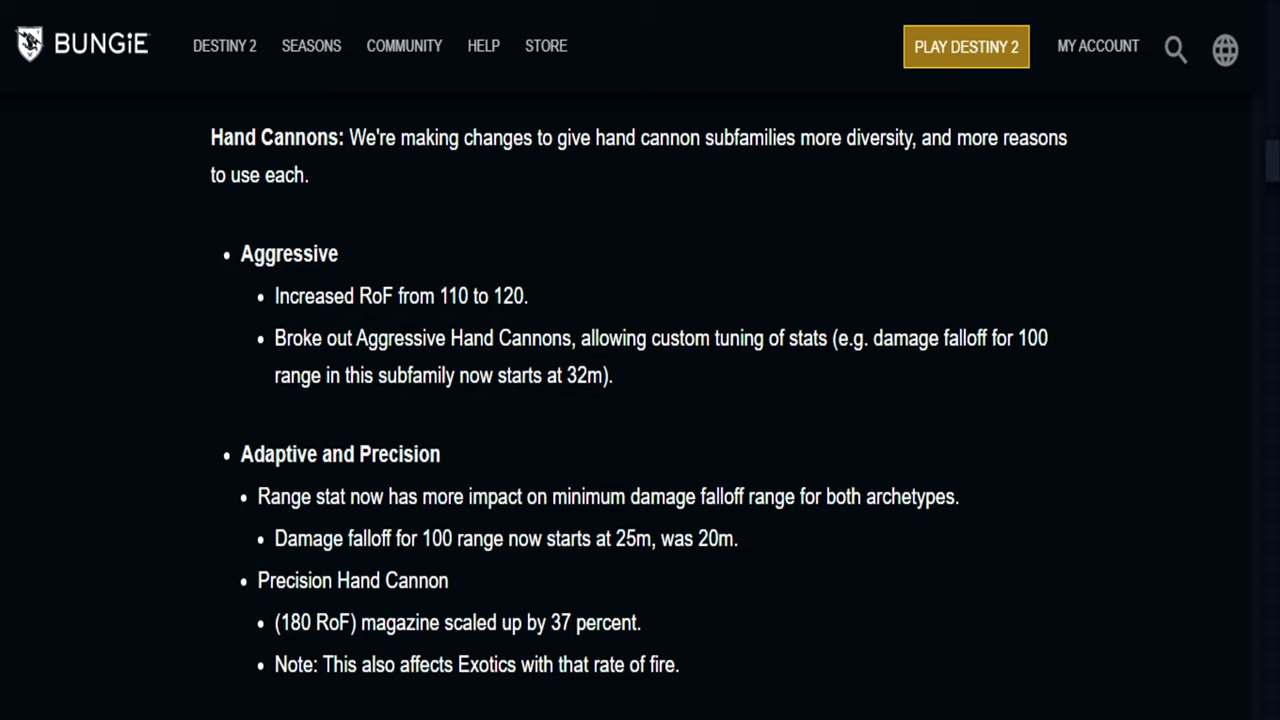 BUNGiE DESTINY 2 SEASONS COMMUNITY HELP STORE PLAY DESTINY 2 MY ACCOUNT
Hand Cannons: We're making changes to give hand cannon subfamilies more diversity, and more reasons
to use each.
• Aggressive
• Increased RoF from 110 to 120.
• Broke out Aggressive Hand Cannons, allowing custom tuning of stats (e.g. damage falloff for 100
range in this subfamily now starts at 32m).
• Adaptive and Precision
• Range stat now has more impact on minimum damage falloff range for both archetypes.
• Damage falloff for 100 range now starts at 25m, was 20m.
• Precision Hand Cannon
• (180 RoF) magazine scaled up by 37 percent.
• Note: This also affects Exotics with that rate of fire.